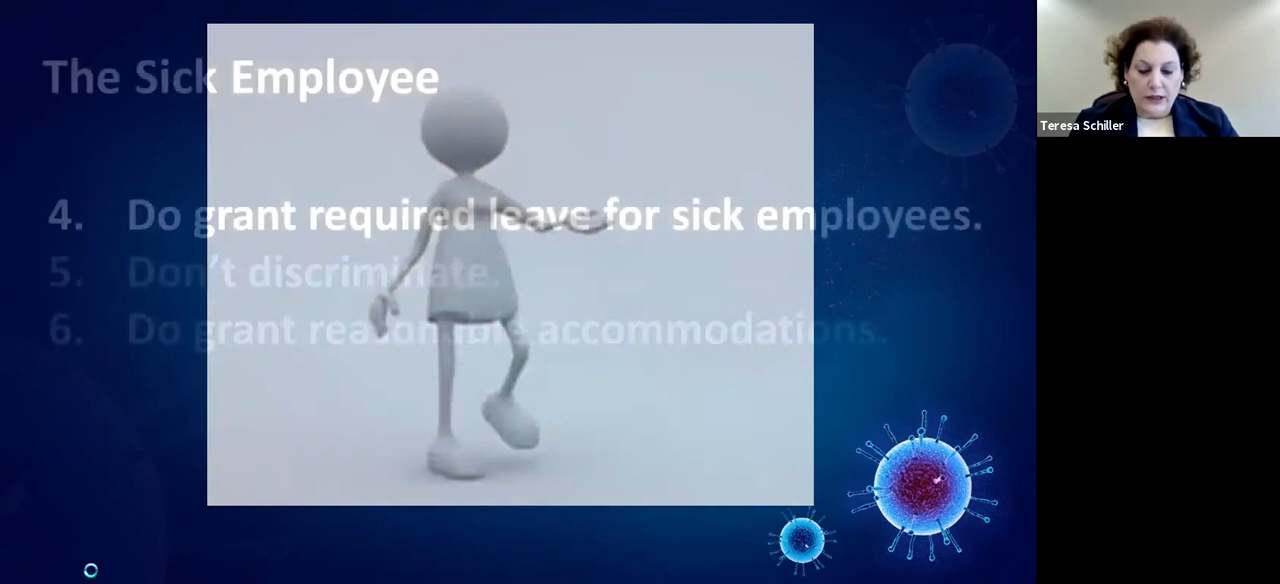 The Sick Employee
4. Do grant required leave for sick employees.
5. Don't discriminate.
6. Do grant reasonable accommodations.
Teresa Schiller